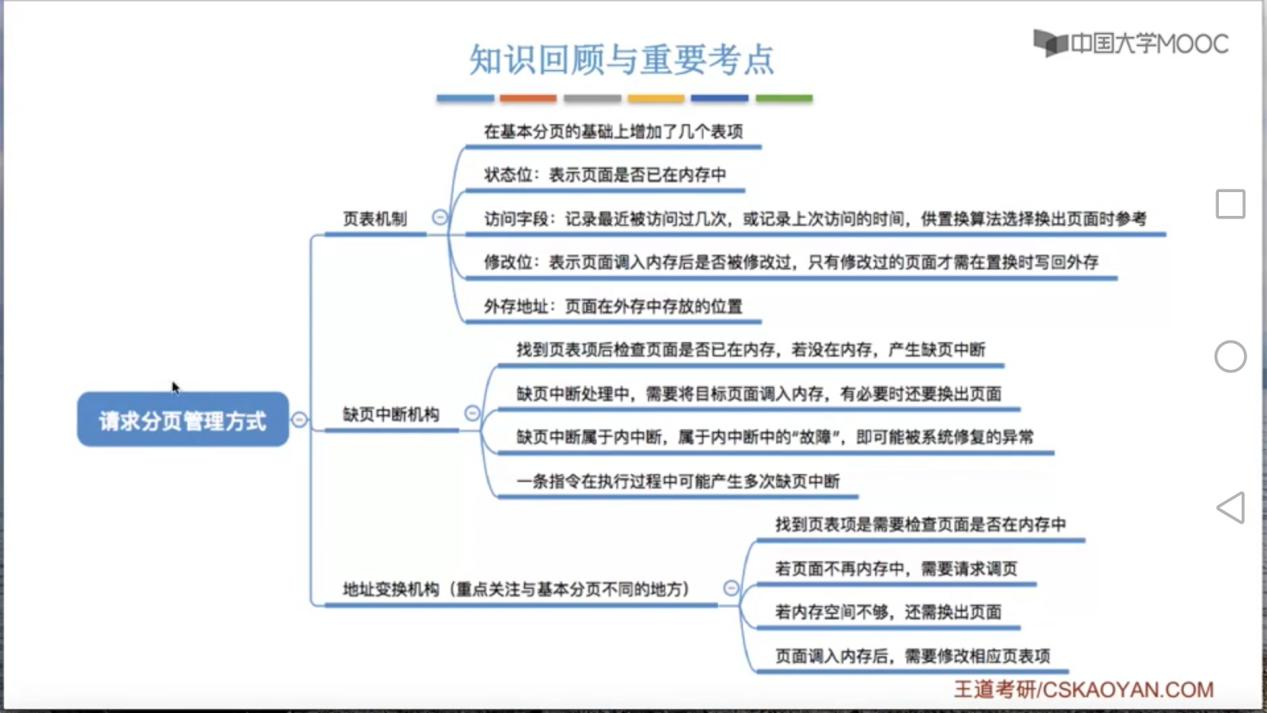 中国大学MOOC
知识回顾与重要考点
在基本分页的基础上增加了几个表项
状态位：表示页面是否已在内存中
页表机制
访问字段：记录最近被访问过几次，或记录上次访问的时间，供置换算法选择换出页面时参考
修改位：表示页面调入内存后是否被修改过，只有修改过的页面才需在置换时写回外存
外存地址：页面在外存中存放的位置
请求分页管理方式
找到页表项后检查页面是否已在内存，若没在内存，产生缺页中断
缺页中断机构
缺页中断处理中，需要将目标页面调入内存，有必要时还要换出页面
缺页中断属于内中断，属于内中断中的“故障”，即可能被系统修复的异常
一条指令在执行过程中可能产生多次缺页中断
地址变换机构（重点关注与基本分页不同的地方）
找到页表项是需要检查页面是否在内存中
若页面不再内存中，需要请求调页
若内存空间不够，还需换出页面
页面调入内存后，需要修改相应页表项
王道考研/CSKAOYAN.COM